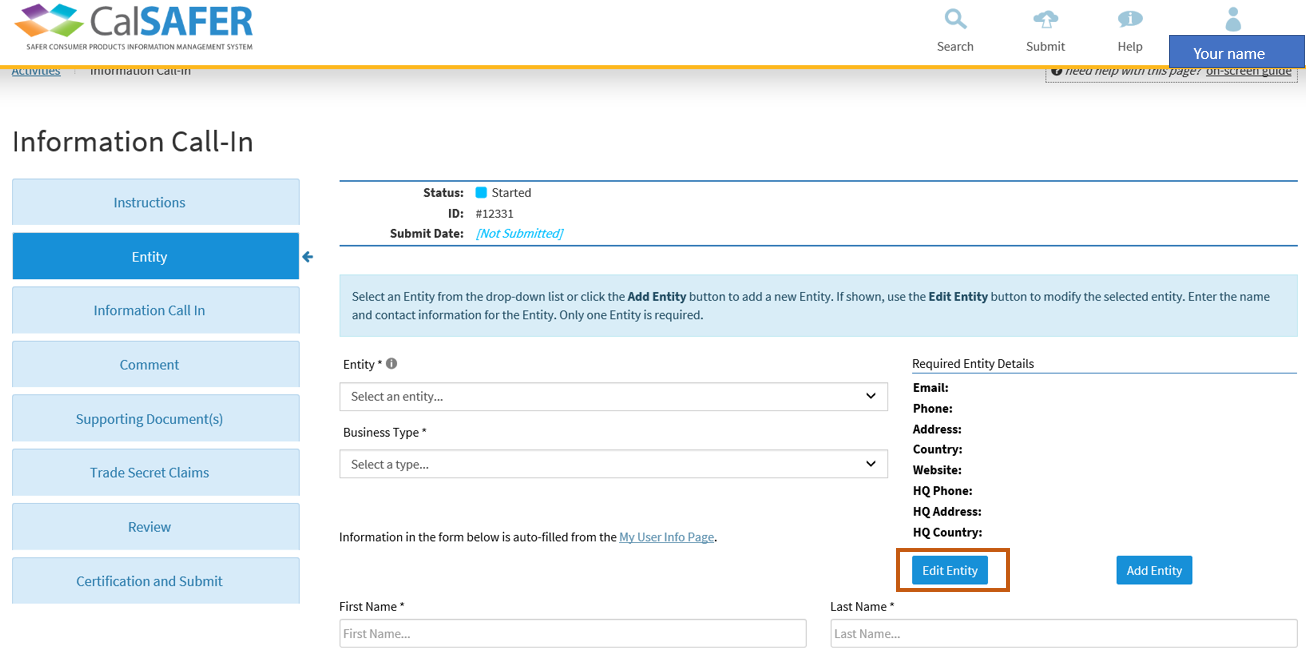 CalSAFER
SAFER CONSUMER PRODUCTS INFORMATION MANAGEMENT SYSTEM
Search
Submit
Help
Your name
Activities
Information Call-In
need help with this page? on-screen guide
Information Call-In
Instructions
Entity
Information Call In
Comment
Supporting Document(s)
Trade Secret Claims
Review
Certification and Submit
Status: Started
ID: #12331
Submit Date: [Not Submitted]
Select an Entity from the drop-down list or click the Add Entity button to add a new Entity. If shown, use the Edit Entity button to modify the selected entity. Enter the name
and contact information for the Entity. Only one Entity is required.
Entity *
Select an entity...
Business Type *
Select a type...
Required Entity Details
Email:
Phone:
Address:
Country:
Website:
HQ Phone:
HQ Address:
HQ Country:
Information in the form below is auto-filled from the My User Info Page.
Edit Entity
Add Entity
First Name *
First Name...
Last Name *
Last Name...